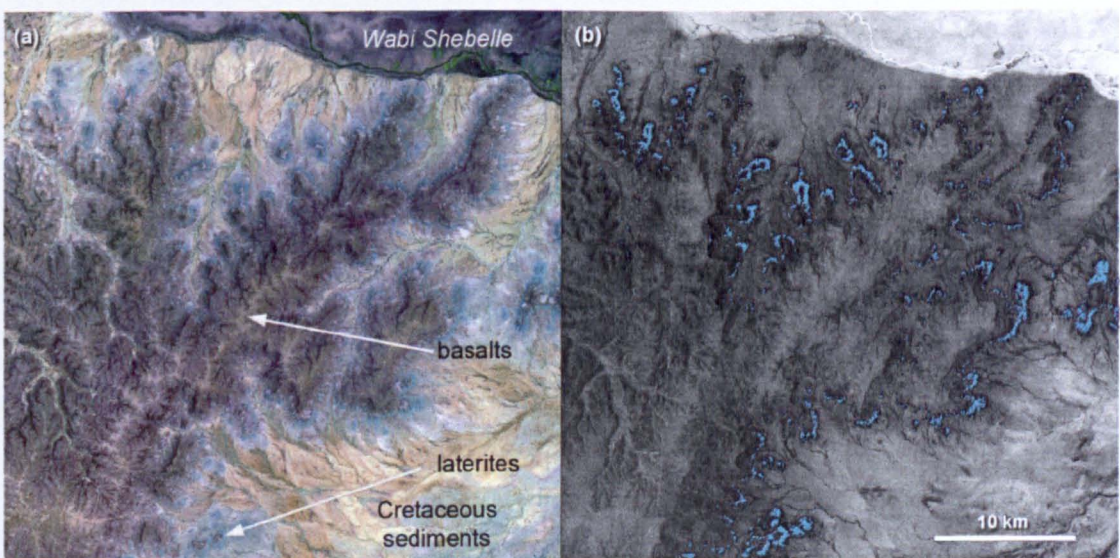 (a)
Wabi Shebelle
basalts
laterites
Cretaceous
sediments
(b)
10 km